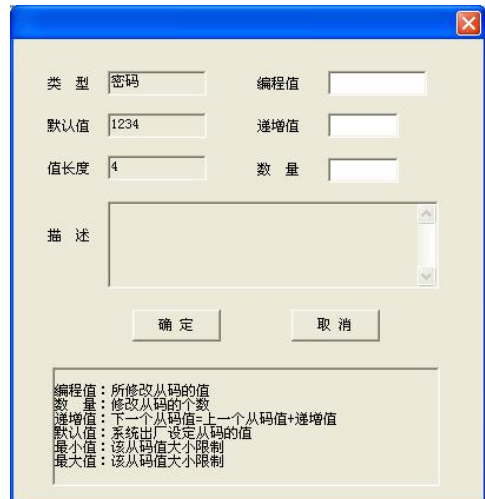 类 型 密码 编程值
默认值 1234 递增值
值长度 4 数 量
描 述
确 定 取 消
编程值：所修改从码的值
数 量：修改从码的个数
递增值：下一个从码值=上一个从码值+递增值
默认值：系统出厂设定从码的值
最小值：该从码值大小限制
最大值：该从码值大小限制